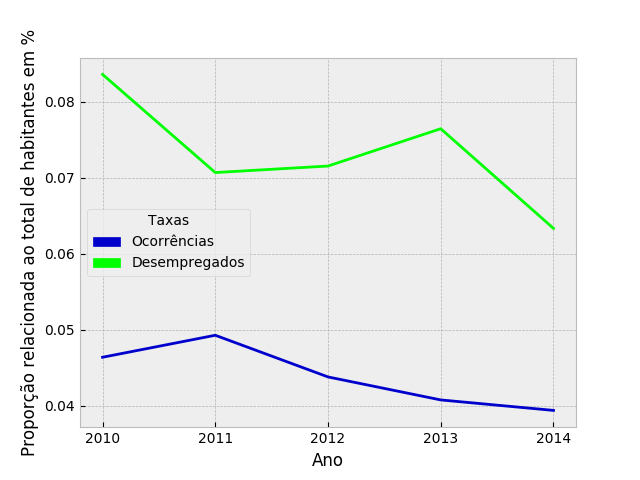 Proporção relacionada ao total de habitantes em %
0.08
0.07
0.06
0.05
0.04
Taxas
Ocorrências
Desempregados
2010 2011 2012 2013 2014
Ano